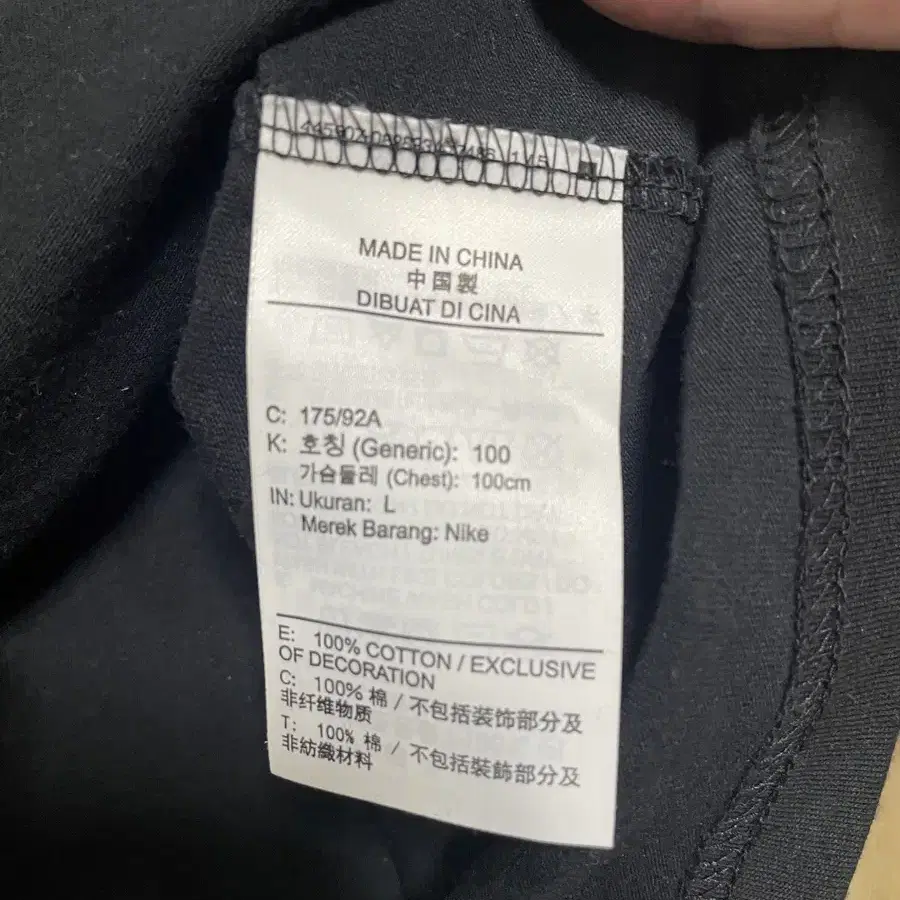 MADE IN CHINA
中国製
DIBUAT DI CINA
C: 175/92A
K: 호칭 (Generic): 100
가슴둘레 (Chest): 100cm
IN: Ukuran: L
Merek Barang: Nike
E: 100% COTTON / EXCLUSIVE
OF DECORATION
C: 100% 棉 / 不包括装饰部分及
非纤维物质
T: 100% 棉 / 不包括裝飾部分及
非紡織材料